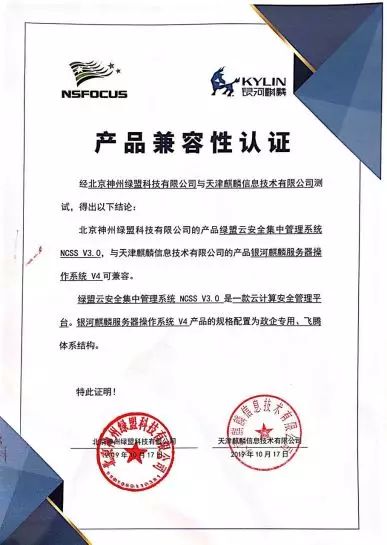 NSFOCUS
KYLIN
银河麒麟
产品兼容性认证
经北京神州绿盟科技有限公司与天津麒麟信息技术有限公司测
试，得出以下结论：
北京神州绿盟科技有限公司的产品绿盟云安全集中管理系统
NCSS V3.0，与天津麒麟信息技术有限公司的产品银河麒麟服务器操
作系统 V4 可兼容。
绿盟云安全集中管理系统 NCSS V3.0 是一款云计算安全管理平
台。银河麒麟服务器操作系统 V4 产品的规格配置为政企专用、飞腾
体系结构。
特此证明！
北京神州绿盟科技有限公司
天津麒麟信息技术有限公司
2019 年 10 月 17 日
2019 年 10 月 17 日